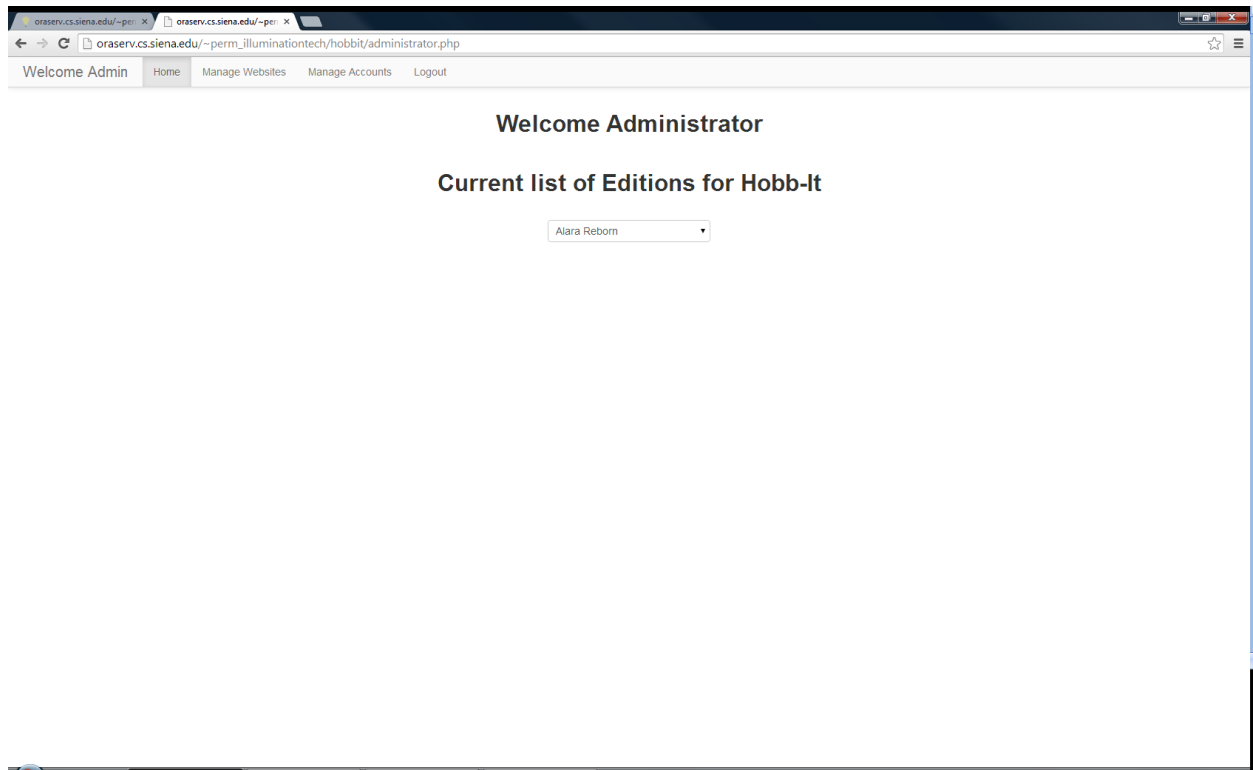 oraserv.cs.siena.edu/~per oraserv.cs.siena.edu/~per
oraserv.cs.siena.edu/~perm_illuminationtech/hobbit/administrator.php
Welcome Admin Home Manage Websites Manage Accounts Logout
Welcome Administrator
Current list of Editions for Hobb-It
Alara Reborn